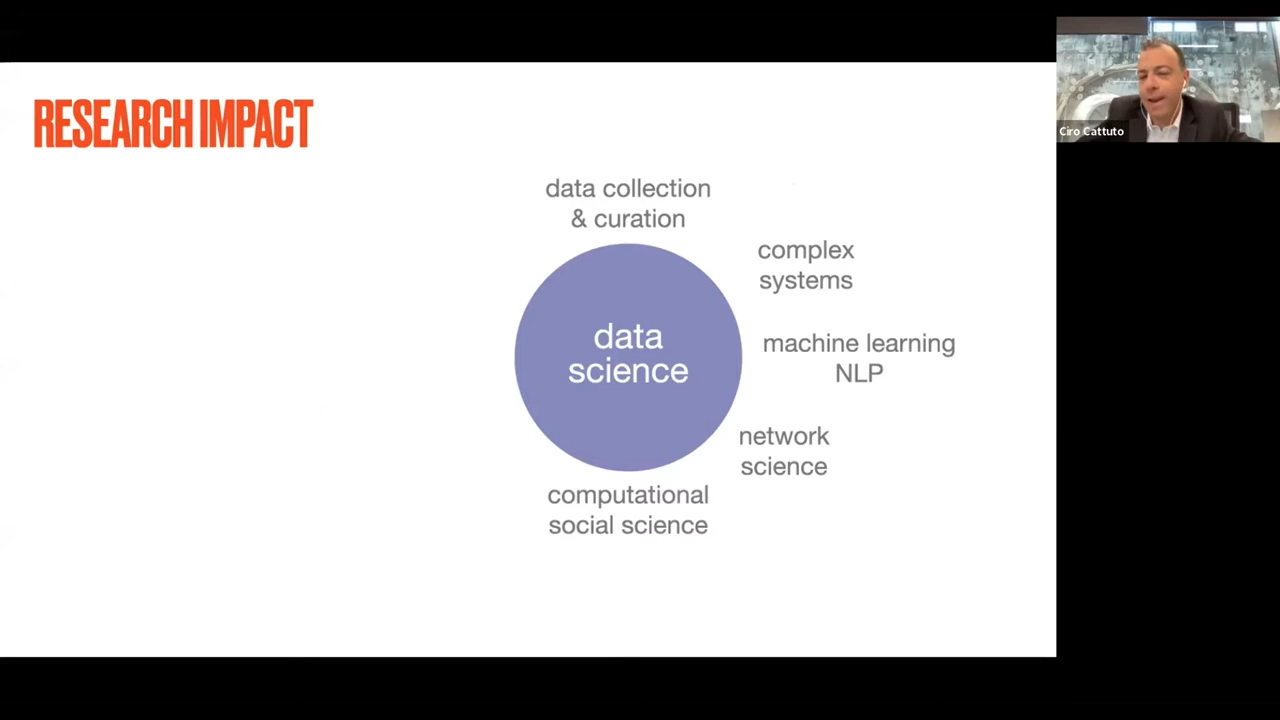 RESEARCH IMPACT
data collection
& curation
complex
systems
data
science
machine learning
NLP
network
science
computational
social science
Ciro Cattuto